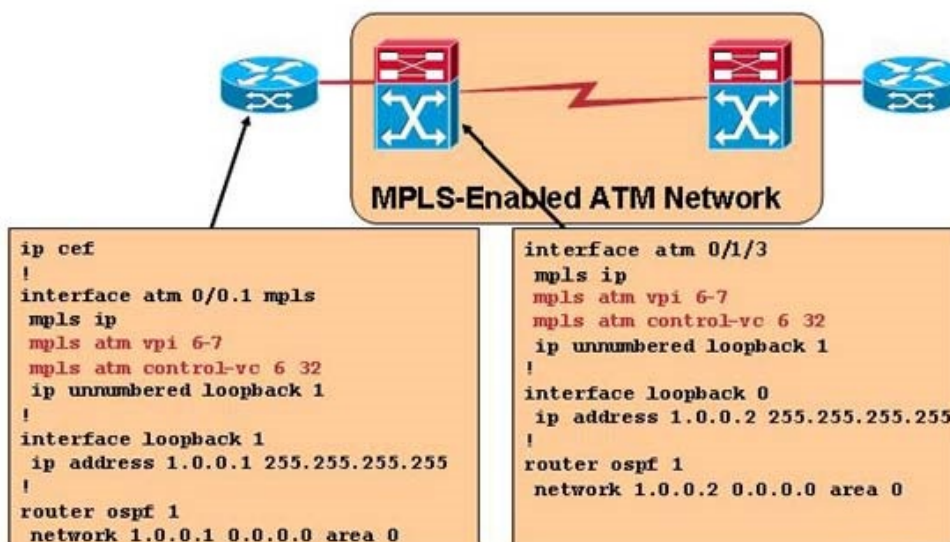 MPLS-Enabled ATM Network
ip cef
!
interface atm 0/0.1 mpls
mpls ip
mpls atm vpi 6-7
mpls atm control-vc 6 32
ip unnumbered loopback 1
!
interface loopback 1
ip address 1.0.0.1 255.255.255.255
!
router ospf 1
network 1.0.0.1 0.0.0.0 area 0
interface atm 0/1/3
mpls ip
mpls atm vpi 6-7
mpls atm control-vc 6 32
ip unnumbered loopback 1
!
interface loopback 0
ip address 1.0.0.2 255.255.255.255
!
router ospf 1
network 1.0.0.2 0.0.0.0 area 0